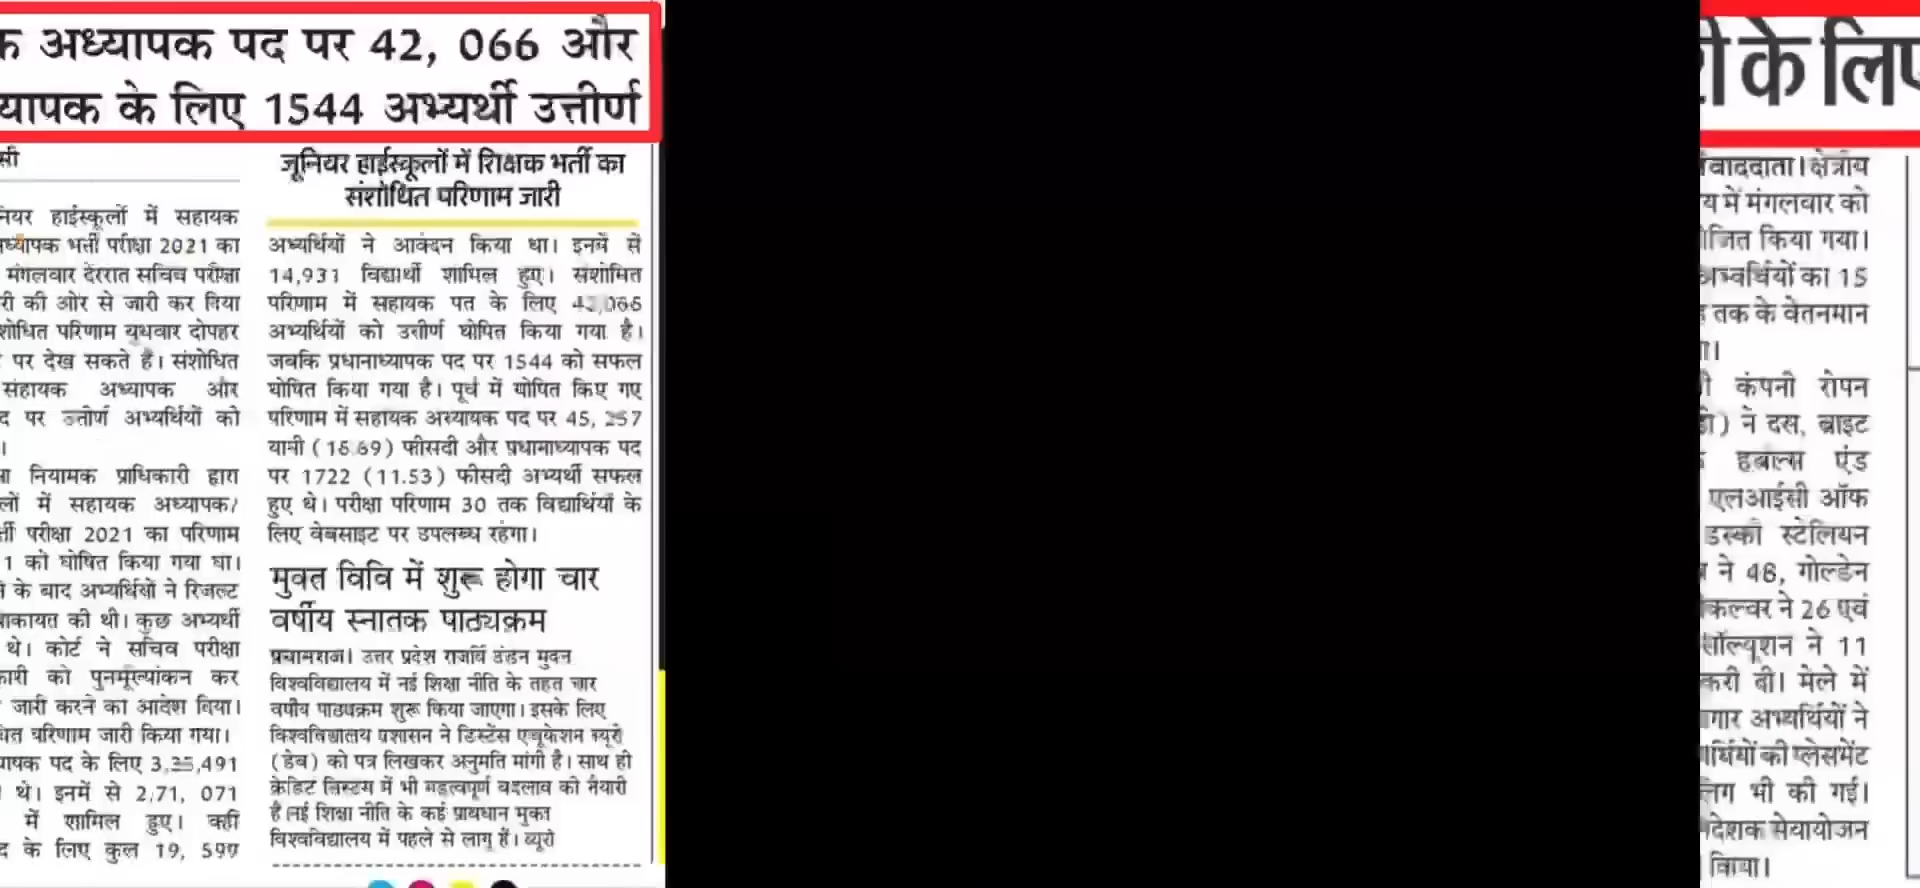 क अध्यापक पद पर 42, 066 और
यापक के लिए 1544 अभ्यर्थी उत्तीर्ण
सी
नियर हाईस्कूलों में सहायक
ध्यापक भर्ती परीक्षा 2021 का
मंगलवार देररात सचिव परीक्षा
री की ओर से जारी कर दिया
शोधित परिणाम बुधवार दोपहर
पर देख सकते हैं। संशोधित
सहायक अध्यापक और
द पर उत्तीर्ण अभ्यर्थियों को
।
ा नियामक प्राधिकारी द्वारा
लों में सहायक अध्यापक/
र्ती परीक्षा 2021 का परिणाम
1 को घोषित किया गया था।
के बाद अभ्यर्थियों ने रिजल्ट
कायत की थी। कुछ अभ्यर्थी
थे। कोर्ट ने सचिव परीक्षा
कारी को पुनर्मूल्यांकन कर
जारी करने का आदेश दिया।
धित परिणाम जारी किया गया।
यापक पद के लिए 3,35,491
थे। इनमें से 2,71, 071
में शामिल हुए। वहीं
द के लिए कुल 19, 599
जूनियर हाईस्कूलों में शिक्षक भर्ती का
संशोधित परिणाम जारी
अभ्यर्थियों ने आवेदन किया था। इनमें से
14,931 विद्यार्थी शामिल हुए। संशोधित
परिणाम में सहायक पद के लिए 42,066
अभ्यर्थियों को उत्तीर्ण घोषित किया गया है।
जबकि प्रधानाध्यापक पद पर 1544 को सफल
घोषित किया गया है। पूर्व में घोषित किए गए
परिणाम में सहायक अध्यापक पद पर 45, 257
यानी (16.69) फीसदी और प्रधानाध्यापक पद
पर 1722 (11.53) फीसदी अभ्यर्थी सफल
हुए थे। परीक्षा परिणाम 30 तक विद्यार्थियों के
लिए वेबसाइट पर उपलब्ध रहेगा।
मुक्त विवि में शुरू होगा चार
वर्षीय स्नातक पाठ्यक्रम
प्रयागराज। उत्तर प्रदेश राजर्षि टंडन मुक्त
विश्वविद्यालय में नई शिक्षा नीति के तहत चार
वर्षीय पाठ्यक्रम शुरू किया जाएगा। इसके लिए
विश्वविद्यालय प्रशासन ने डिस्टेंस एजूकेशन ब्यूरो
(डेब) को पत्र लिखकर अनुमति मांगी है। साथ ही
क्रेडिट सिस्टम में भी महत्वपूर्ण बदलाव की तैयारी
है।नई शिक्षा नीति के कई प्रावधान मुक्त
विश्वविद्यालय में पहले से लागू हैं। ब्यूरो
ी के लिए
ंवाददाता। क्षेत्रीय
य में मंगलवार को
ोजित किया गया।
अभ्यर्थियों का 15
तक के वेतनमान
ा।
ी कंपनी रोपन
) ने दस, ब्राइट
हर्बल्स एंड
एलआईसी ऑफ
डस्की स्टेलियन
ने 48, गोल्डेन
कल्चर ने 26 एवं
सॉल्यूशन ने 11
करी दी। मेले में
गार अभ्यर्थियों ने
र्थियों की प्लेसमेंट
लिंग भी की गई।
देशक सेवायोजन
किया।